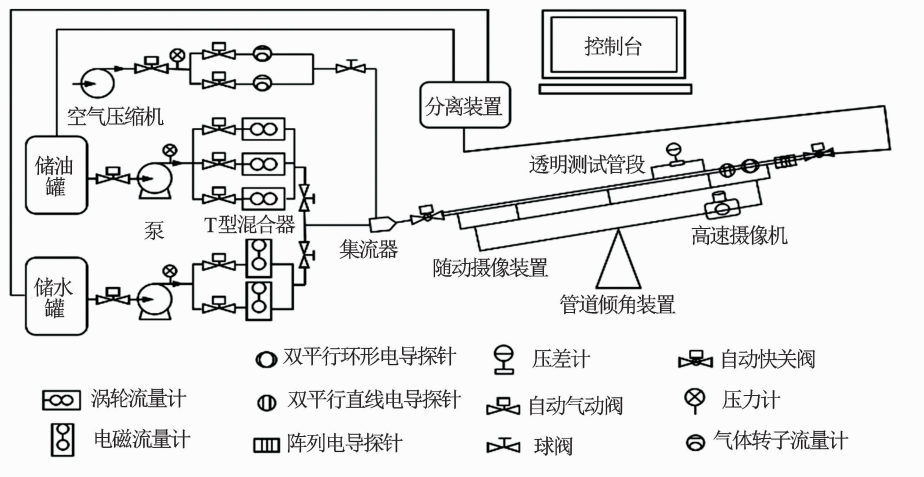 控制台
空气压缩机
分离装置
储油
罐
透明测试管段
T型混合器
泵
集流器
高速摄像机
随动摄像装置
储水
罐
管道倾角装置
双平行环形电导探针
压差计
自动快关阀
涡轮流量计
双平行直线电导探针
自动气动阀
压力计
电磁流量计
阵列电导探针
球阀
气体转子流量计